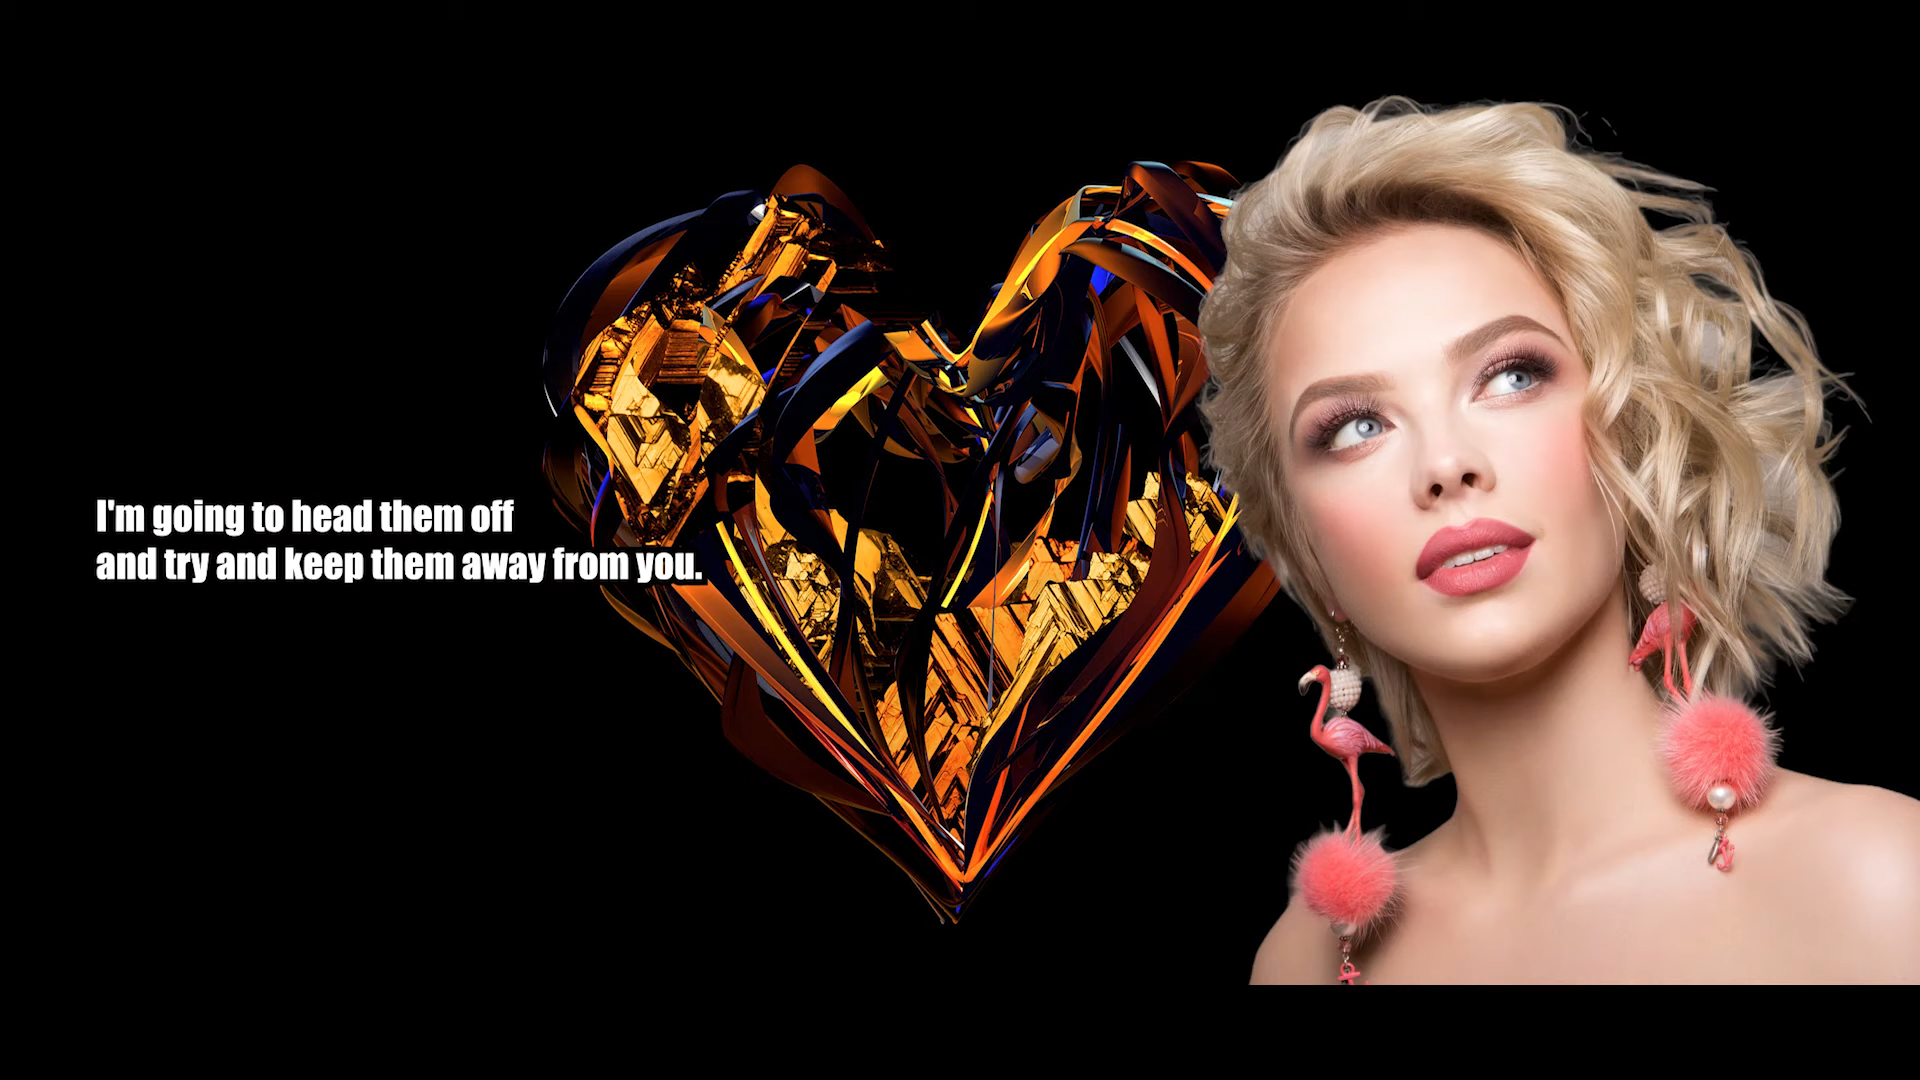 I'm going to head them off
and try and keep them away from you.